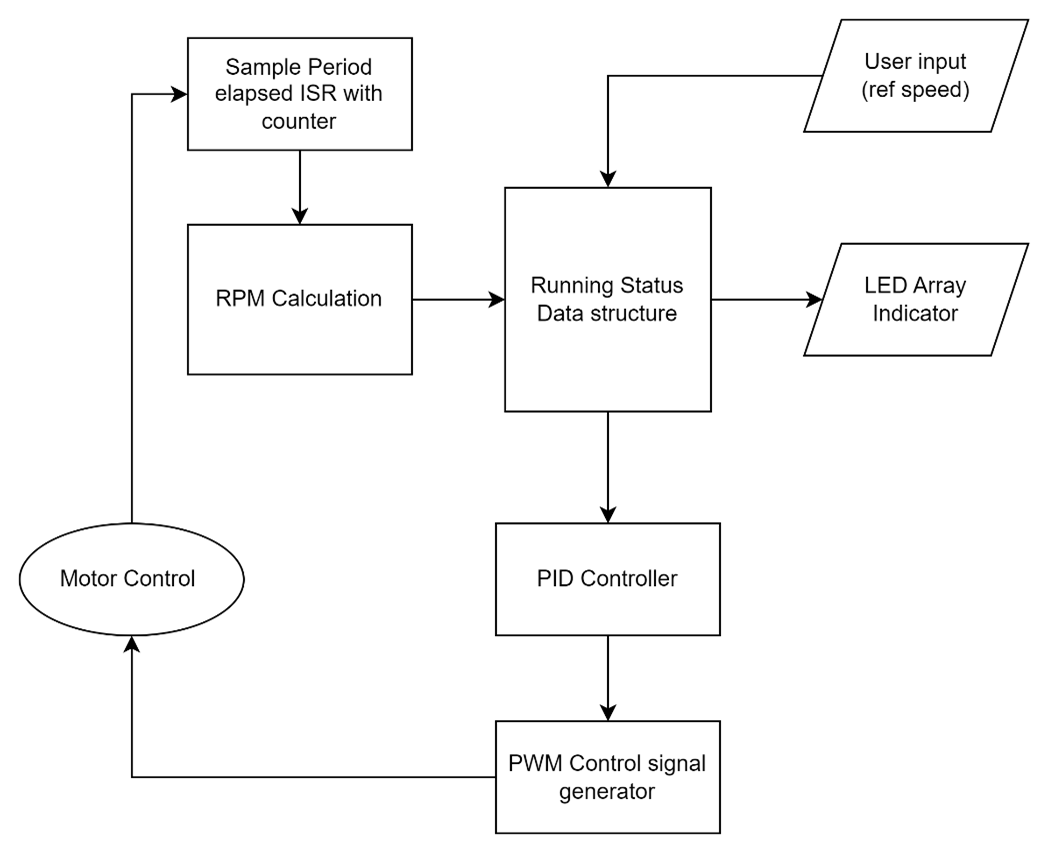 Sample Period
elapsed ISR with
counter
User input
(ref speed)
RPM Calculation
Running Status
Data structure
LED Array
Indicator
Motor Control
PID Controller
PWM Control signal
generator